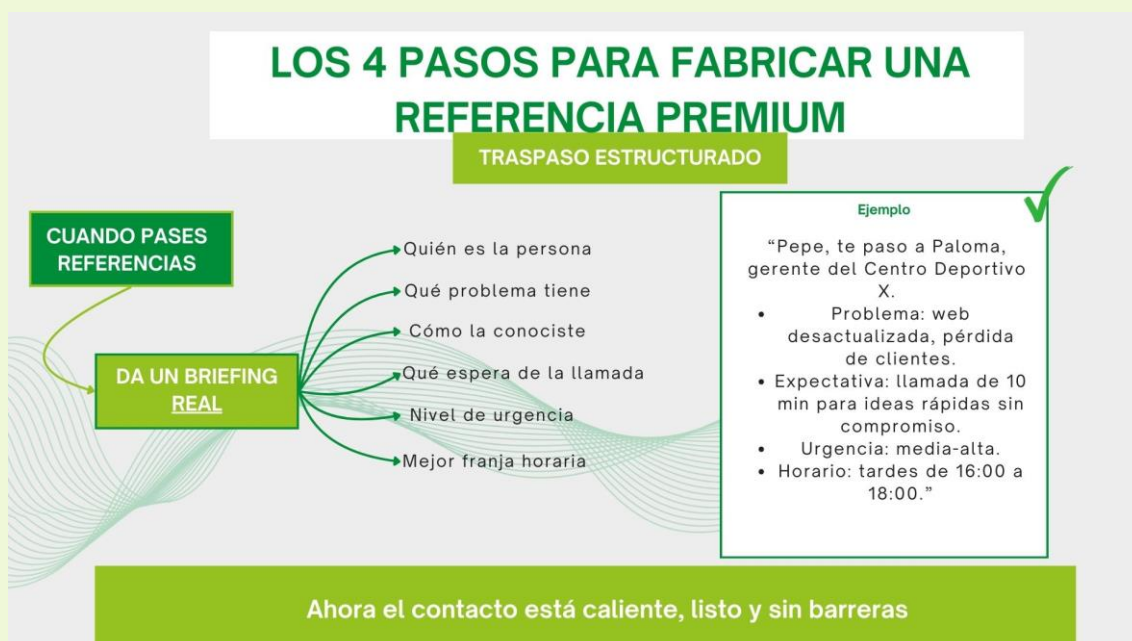 LOS 4 PASOS PARA FABRICAR UNA
REFERENCIA PREMIUM
TRASPASO ESTRUCTURADO
CUANDO PASES
REFERENCIAS
DA UN BRIEFING
REAL
Quién es la persona
Qué problema tiene
Cómo la conociste
Qué espera de la llamada
Nivel de urgencia
Mejor franja horaria
Ejemplo
“Pepe, te paso a Paloma,
gerente del Centro Deportivo
X.
• Problema: web
desactualizada, pérdida
de clientes.
• Expectativa: llamada de 10
min para ideas rápidas sin
compromiso.
• Urgencia: media-alta.
• Horario: tardes de 16:00 a
18:00.”
Ahora el contacto está caliente, listo y sin barreras